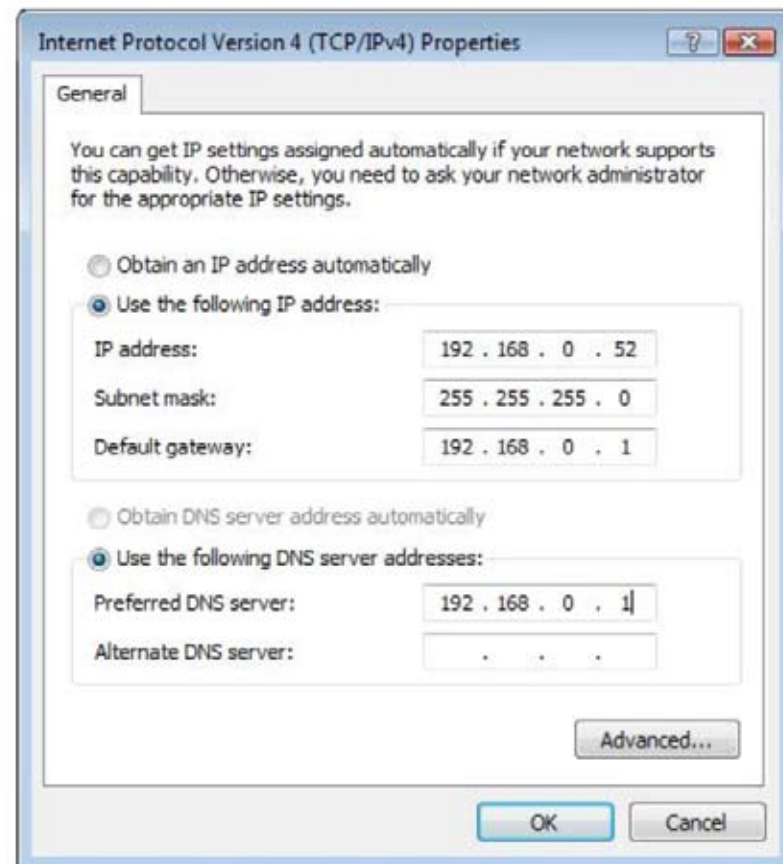 Internet Protocol Version 4 (TCP/IPv4) Properties
General
You can get IP settings assigned automatically if your network supports
this capability. Otherwise, you need to ask your network administrator
for the appropriate IP settings.
Obtain an IP address automatically
Use the following IP address:
IP address: 192 . 168 . 0 . 52
Subnet mask: 255 . 255 . 255 . 0
Default gateway: 192 . 168 . 0 . 1
Obtain DNS server address automatically
Use the following DNS server addresses:
Preferred DNS server: 192 . 168 . 0 . 1
Alternate DNS server: . . .
Advanced...
OK Cancel